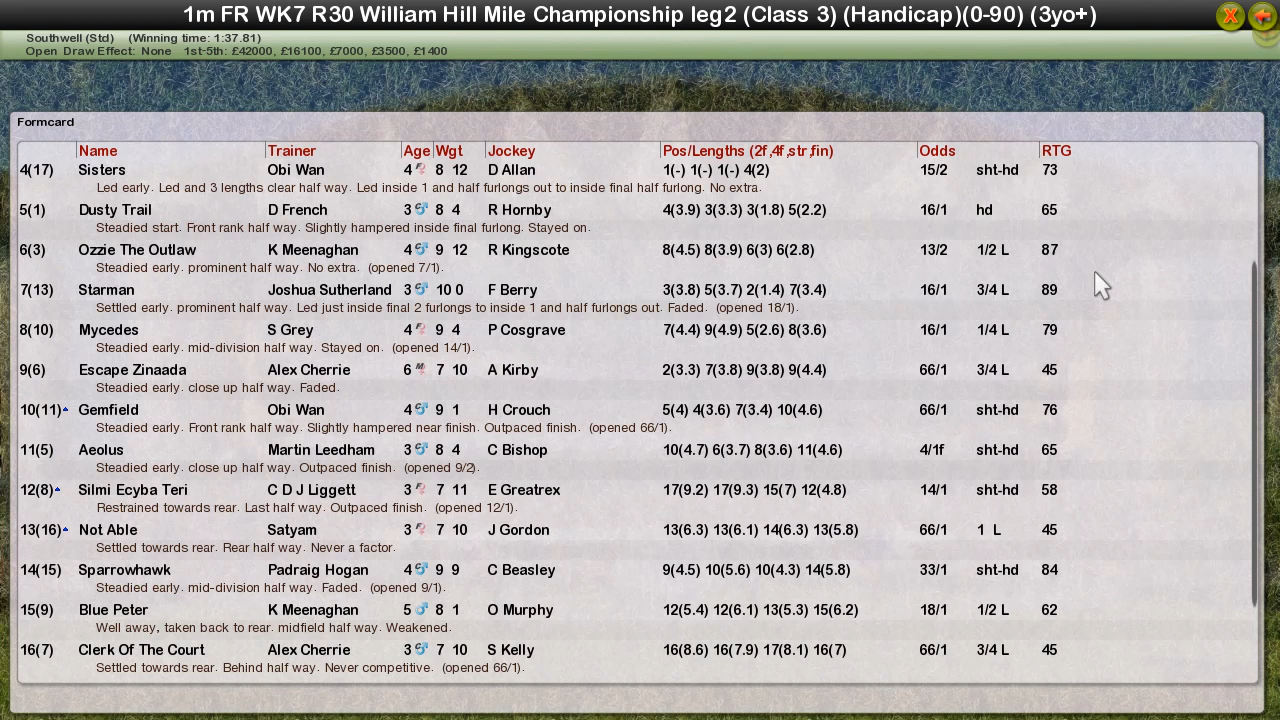 1m FR WK7 R30 William Hill Mile Championship leg2 (Class 3) (Handicap)(0-90) (3yo+)
Southwell (Std) (Winning time: 1:37.81)
Open Draw Effect: None 1st-5th: £42000, £16100, £7000, £3500, £1400
Formcard
Name Trainer Age Wgt Jockey Pos/Lengths (2f,4f,str,fin) Odds RTG
4(17) Sisters Obi Wan 4 8 12 D Allan 1(-) 1(-) 1(-) 4(2) 15/2 sht-hd 73
Led early. Led and 3 lengths clear half way. Led inside 1 and half furlongs out to inside final half furlong. No extra.
5(1) Dusty Trail D French 3 8 4 R Hornby 4(3.9) 3(3.3) 3(1.8) 5(2.2) 16/1 hd 65
Steadied start. Front rank half way. Slightly hampered inside final furlong. Stayed on.
6(3) Ozzie The Outlaw K Meenaghan 4 9 12 R Kingscote 8(4.5) 8(3.9) 6(3) 6(2.8) 13/2 1/2 L 87
Steadied early. prominent half way. No extra. (opened 7/1).
7(13) Starman Joshua Sutherland 3 10 0 F Berry 3(3.8) 5(3.7) 2(1.4) 7(3.4) 16/1 3/4 L 89
Settled early. prominent half way. Led just inside final 2 furlongs to inside 1 and half furlongs out. Faded. (opened 18/1).
8(10) Mycedes S Grey 4 9 4 P Cosgrave 7(4.4) 9(4.9) 5(2.6) 8(3.6) 16/1 1/4 L 79
Steadied early. mid-division half way. Stayed on. (opened 14/1).
9(6) Escape Zinaada Alex Cherrie 6 7 10 A Kirby 2(3.3) 7(3.8) 9(3.8) 9(4.4) 66/1 3/4 L 45
Steadied early. close up half way. Faded.
10(11) Gemfield Obi Wan 4 9 1 H Crouch 5(4) 4(3.6) 7(3.4) 10(4.6) 66/1 sht-hd 76
Steadied early. Front rank half way. Slightly hampered near finish. Outpaced finish. (opened 66/1).
11(5) Aeolus Martin Leedham 3 8 4 C Bishop 10(4.7) 6(3.7) 8(3.6) 11(4.6) 4/1f sht-hd 65
Steadied early. close up half way. Outpaced finish. (opened 9/2).
12(8) Silmi Ecyba Teri C D J Liggett 3 7 11 E Greatrex 17(9.2) 17(9.3) 15(7) 12(4.8) 14/1 sht-hd 58
Restrained towards rear. Last half way. Outpaced finish. (opened 12/1).
13(16) Not Able Satyam 3 7 10 J Gordon 13(6.3) 13(6.1) 14(6.3) 13(5.8) 66/1 1 L 45
Settled towards rear. Rear half way. Never a factor.
14(15) Sparrowhawk Padraig Hogan 4 9 9 C Beasley 9(4.5) 10(5.6) 10(4.3) 14(5.8) 33/1 sht-hd 84
Steadied early. mid-division half way. Faded. (opened 9/1).
15(9) Blue Peter K Meenaghan 5 8 1 O Murphy 12(5.4) 12(6.1) 13(5.3) 15(6.2) 18/1 1/2 L 62
Well away, taken back to rear. midfield half way. Weakened.
16(7) Clerk Of The Court Alex Cherrie 3 7 10 S Kelly 16(8.6) 16(7.9) 17(8.1) 16(7) 66/1 3/4 L 45
Settled towards rear. Behind half way. Never competitive. (opened 66/1).